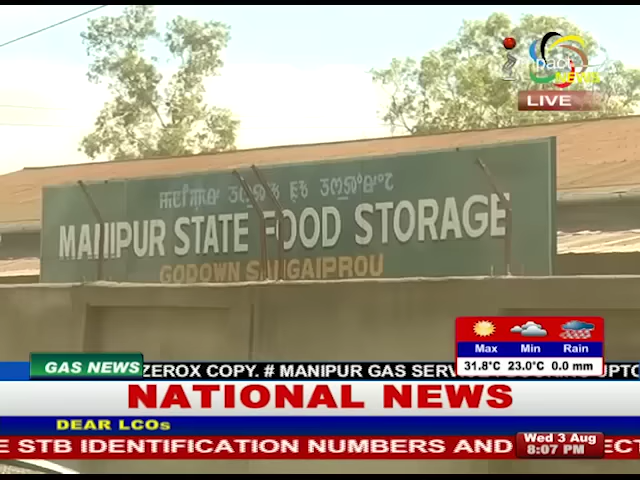 mpact
NEWS
LIVE
MANIPUR STATE FOOD STORAGE
GODOWN SANGAIPROU
Max Min Rain
31.8°C 23.0°C 0.0 mm
GAS NEWS
ZEROX COPY. # MANIPUR GAS SERV
NATIONAL NEWS
DEAR LCOs
E STB IDENTIFICATION NUMBERS AND
Wed 3 Aug
8:07 PM